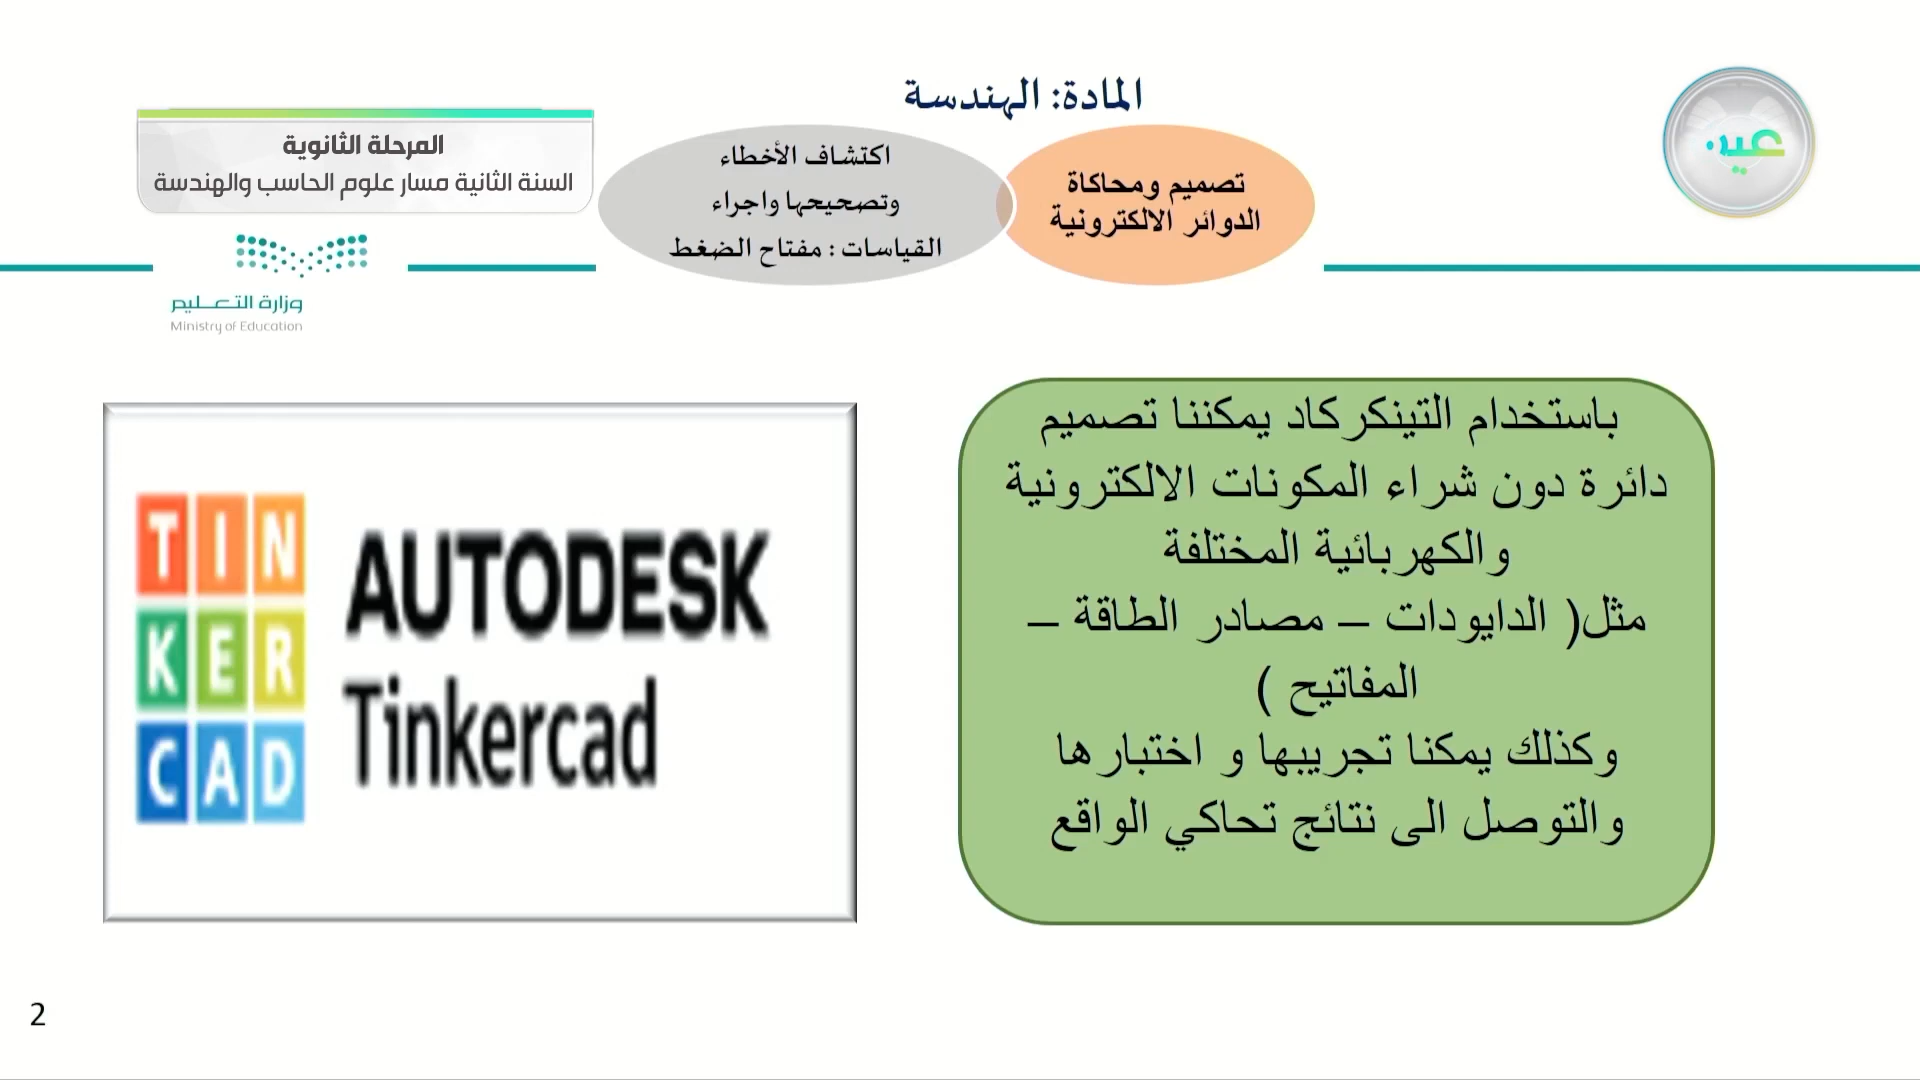 المادة: الهندسة
عين
المرحلة الثانوية
السنة الثانية مسار علوم الحاسب والهندسة
تصميم ومحاكاة
الدوائر الالكترونية
اكتشاف الأخطاء
وتصحيحها واجراء
القياسات : مفتاح الضغط
وزارة التعليم
Ministry of Education
باستخدام التينكركاد يمكننا تصميم
دائرة دون شراء المكونات الالكترونية
والكهربائية المختلفة
مثل( الدايودات – مصادر الطاقة –
المفاتيح )
وكذلك يمكنا تجريبها و اختبارها
والتوصل الى نتائج تحاكي الواقع
TIN
KER
CAD
AUTODESK
Tinkercad
2